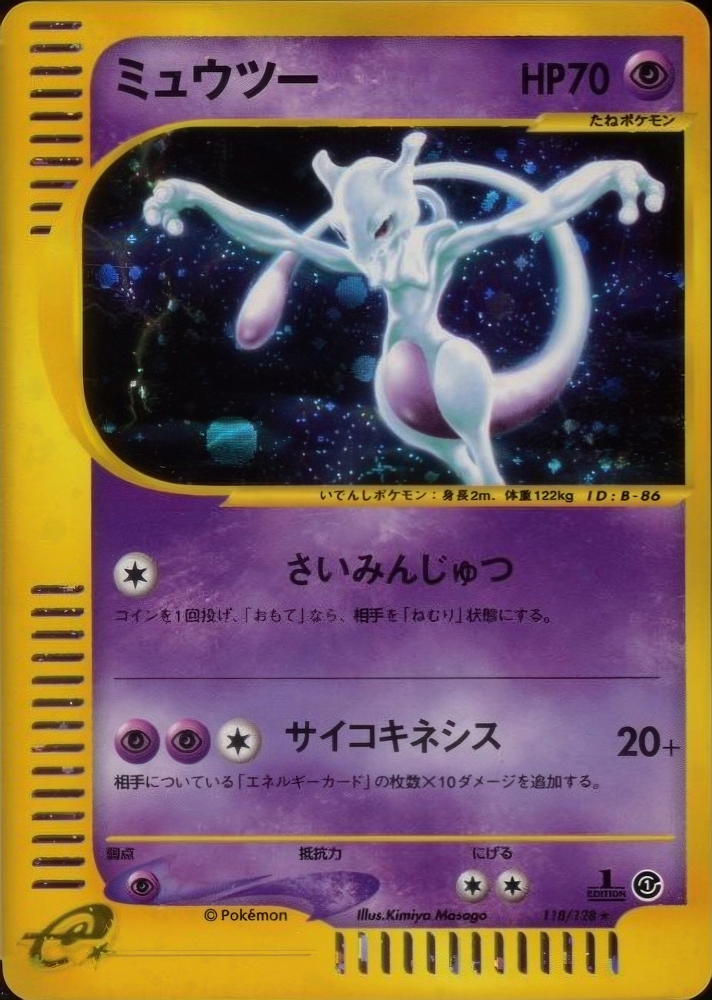 ミュウツー HP70
たねポケモン
いでんしポケモン：身長2m. 体重122kg ID:B-86
さいみんじゅつ
コインを1回投げ、「おもて」なら、相手を「ねむり」状態にする。
サイコキネシス 20+
相手についている「エネルギーカード」の枚数×10ダメージを追加する。
弱点 抵抗力 にげる
1
EDITION
© Pokémon Illus.Kimiya Masago 118/128★
e